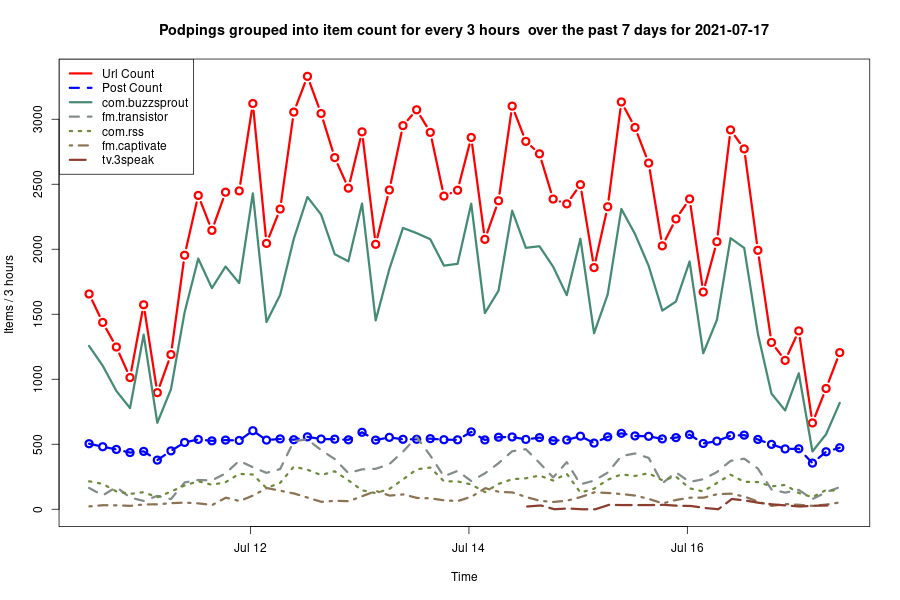 Podpings grouped into item count for every 3 hours  over the past 7 days for 2021-07-17
Url Count
Post Count
com.buzzsprout
fm.transistor
com.rss
fm.captivate
tv.3speak
Items / 3 hours
3000
2500
2000
1500
1000
500
0
Jul 12
Jul 14
Jul 16
Time